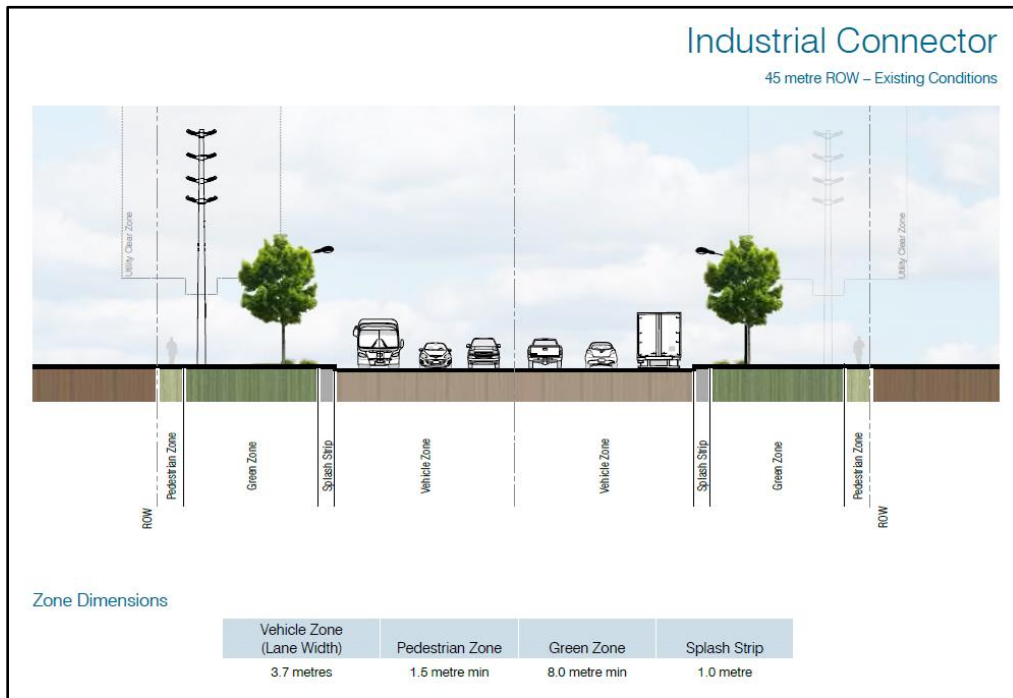 Industrial Connector
45 metre ROW – Existing Conditions
Utility Clear Zone
Utility Clear Zone
ROW
Pedestrian Zone
Green Zone
Splash Strip
Vehicle Zone
Vehicle Zone
Splash Strip
Green Zone
Pedestrian Zone
ROW
Zone Dimensions
Vehicle Zone
(Lane Width)
Pedestrian Zone
Green Zone
Splash Strip
3.7 metres
1.5 metre min
8.0 metre min
1.0 metre